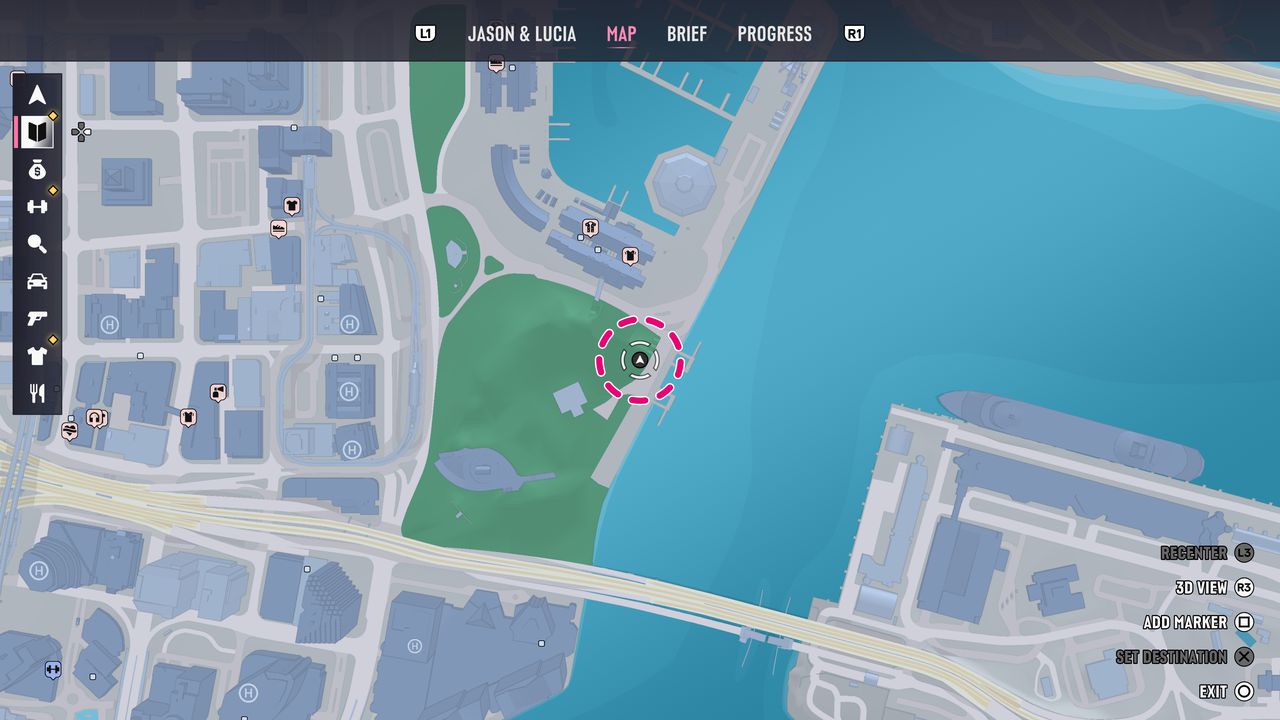 L1 JASON & LUCIA MAP BRIEF PROGRESS R1
$
H H
H
H
H
H
H
RECENTER L3
3D VIEW R3
ADD MARKER
SET DESTINATION
EXIT